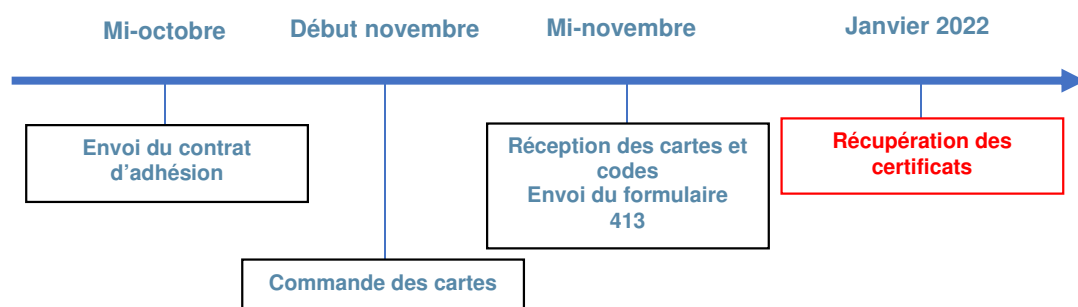 Mi-octobre
Début novembre
Mi-novembre
Janvier 2022
Envoi du contrat
d’adhésion
Réception des cartes et
codes
Envoi du formulaire
413
Récupération des
certificats
Commande des cartes